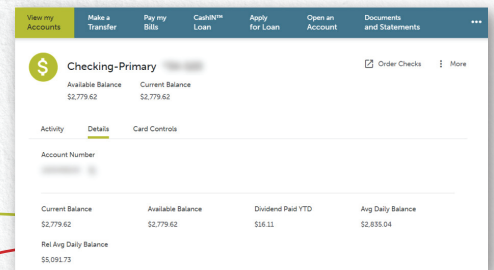 View my Accounts
Make a Transfer
Pay my Bills
CashIN™ Loan
Apply for Loan
Open an Account
Documents and Statements
...
$
Checking-Primary
Order Checks
More
Available Balance
Current Balance
$2,779.62
$2,779.62
Activity
Details
Card Controls
Account Number
Current Balance
Available Balance
Dividend Paid YTD
Avg Daily Balance
$2,779.62
$2,779.62
$16.11
$2,835.04
Rel Avg Daily Balance
$5,091.73